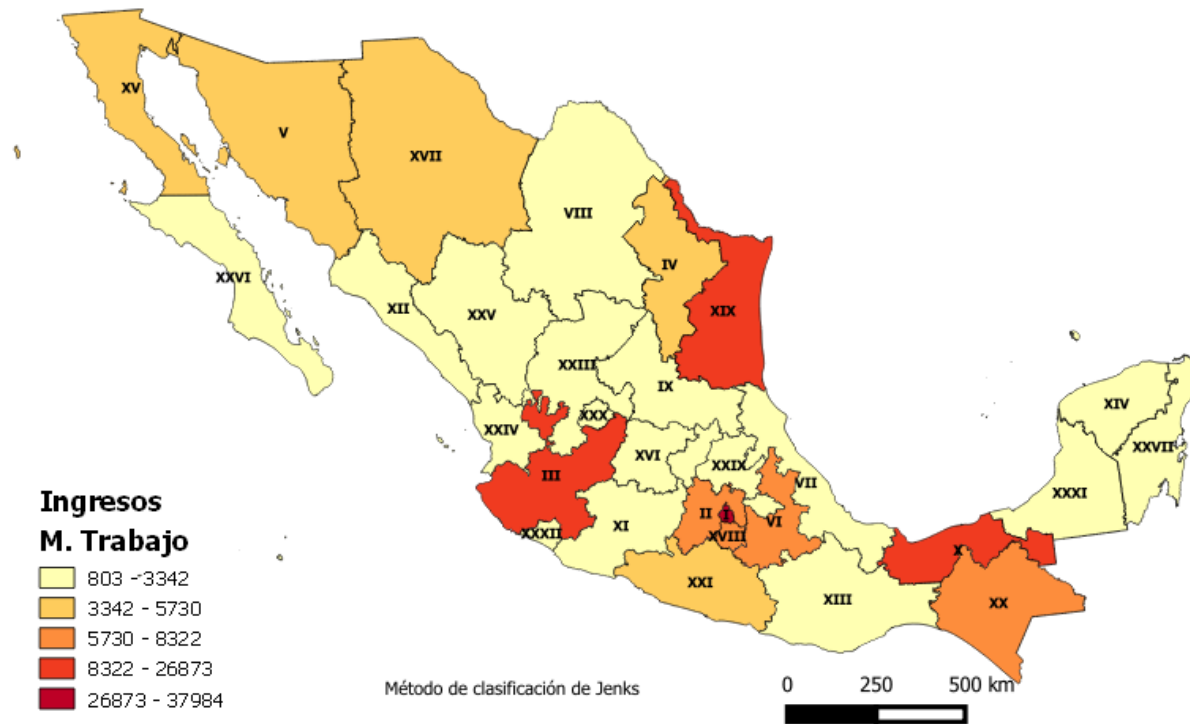 XV
V
XVII
VIII
IV
XXVI
XII
XIX
XXV
XXIII
IX
XXX
XXIV
XIV
XVI
XXIX
XXVII
III
VII
XXXI
II
I
VI
XI
XXXII
XVIII
X
XXI
XIII
XX
Ingresos
M. Trabajo
803 - 3342
3342 - 5730
5730 - 8322
8322 - 26873
26873 - 37984
Método de clasificación de Jenks
0 250 500 km